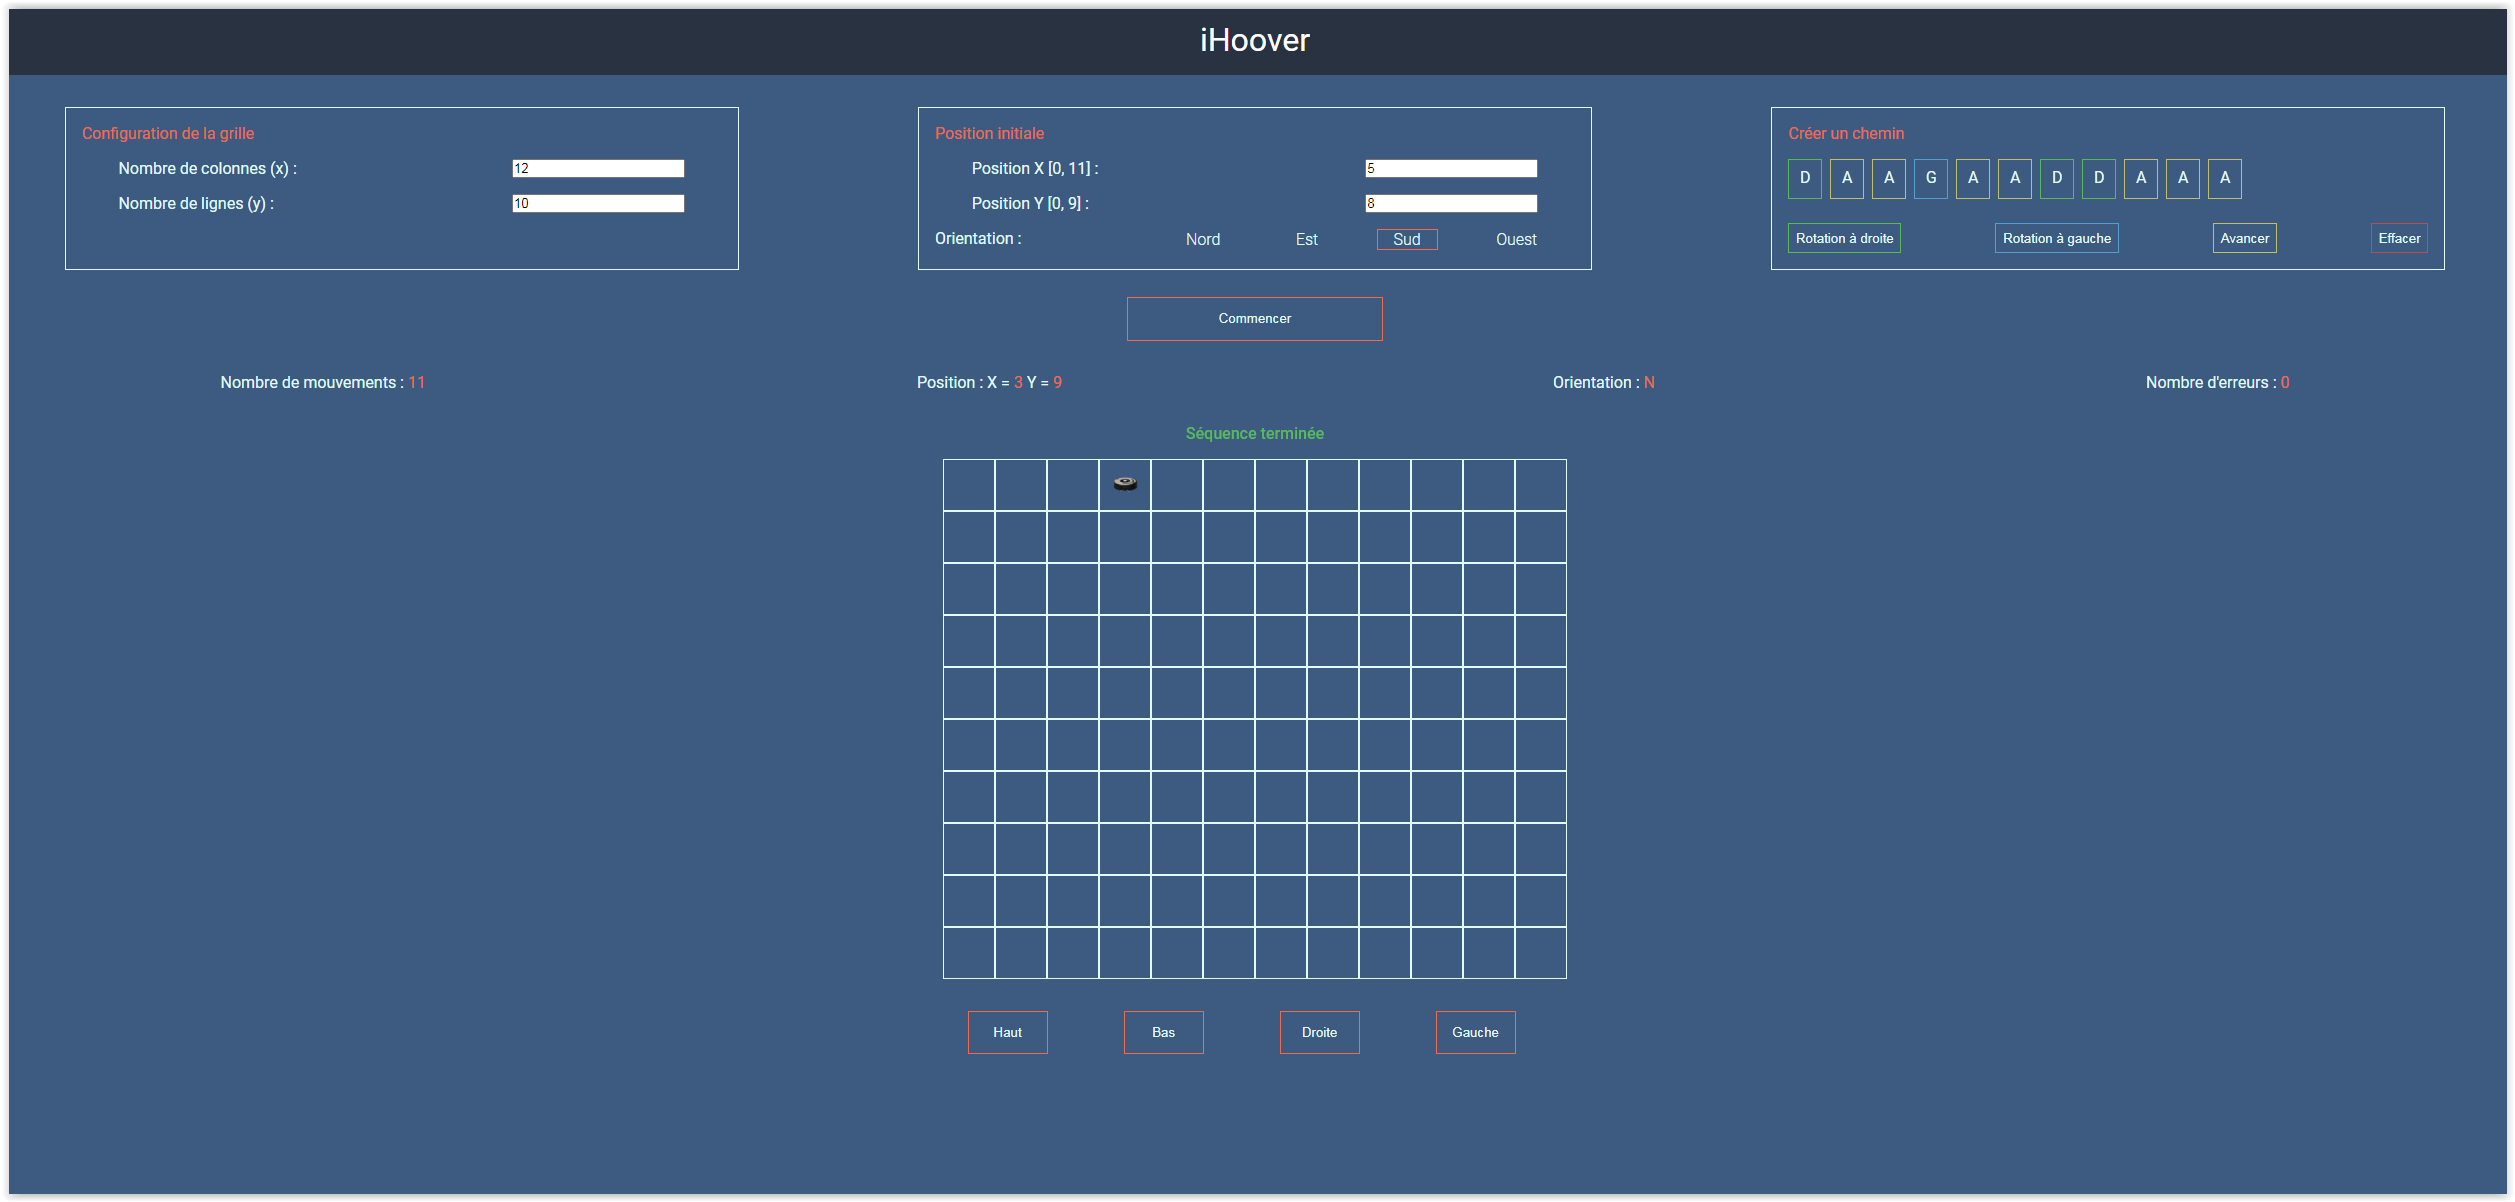 iHoover
Configuration de la grille
Nombre de colonnes (x) : 12
Nombre de lignes (y) : 10
Position initiale
Position X [0, 11] : 5
Position Y [0, 9] : 8
Orientation : Nord Est Sud Ouest
Créer un chemin
D A A G A A D D A A A
Rotation à droite Rotation à gauche Avancer Effacer
Commencer
Nombre de mouvements : 11 Position : X = 3 Y = 9 Orientation : N Nombre d'erreurs : 0
Séquence terminée
Haut Bas Droite Gauche